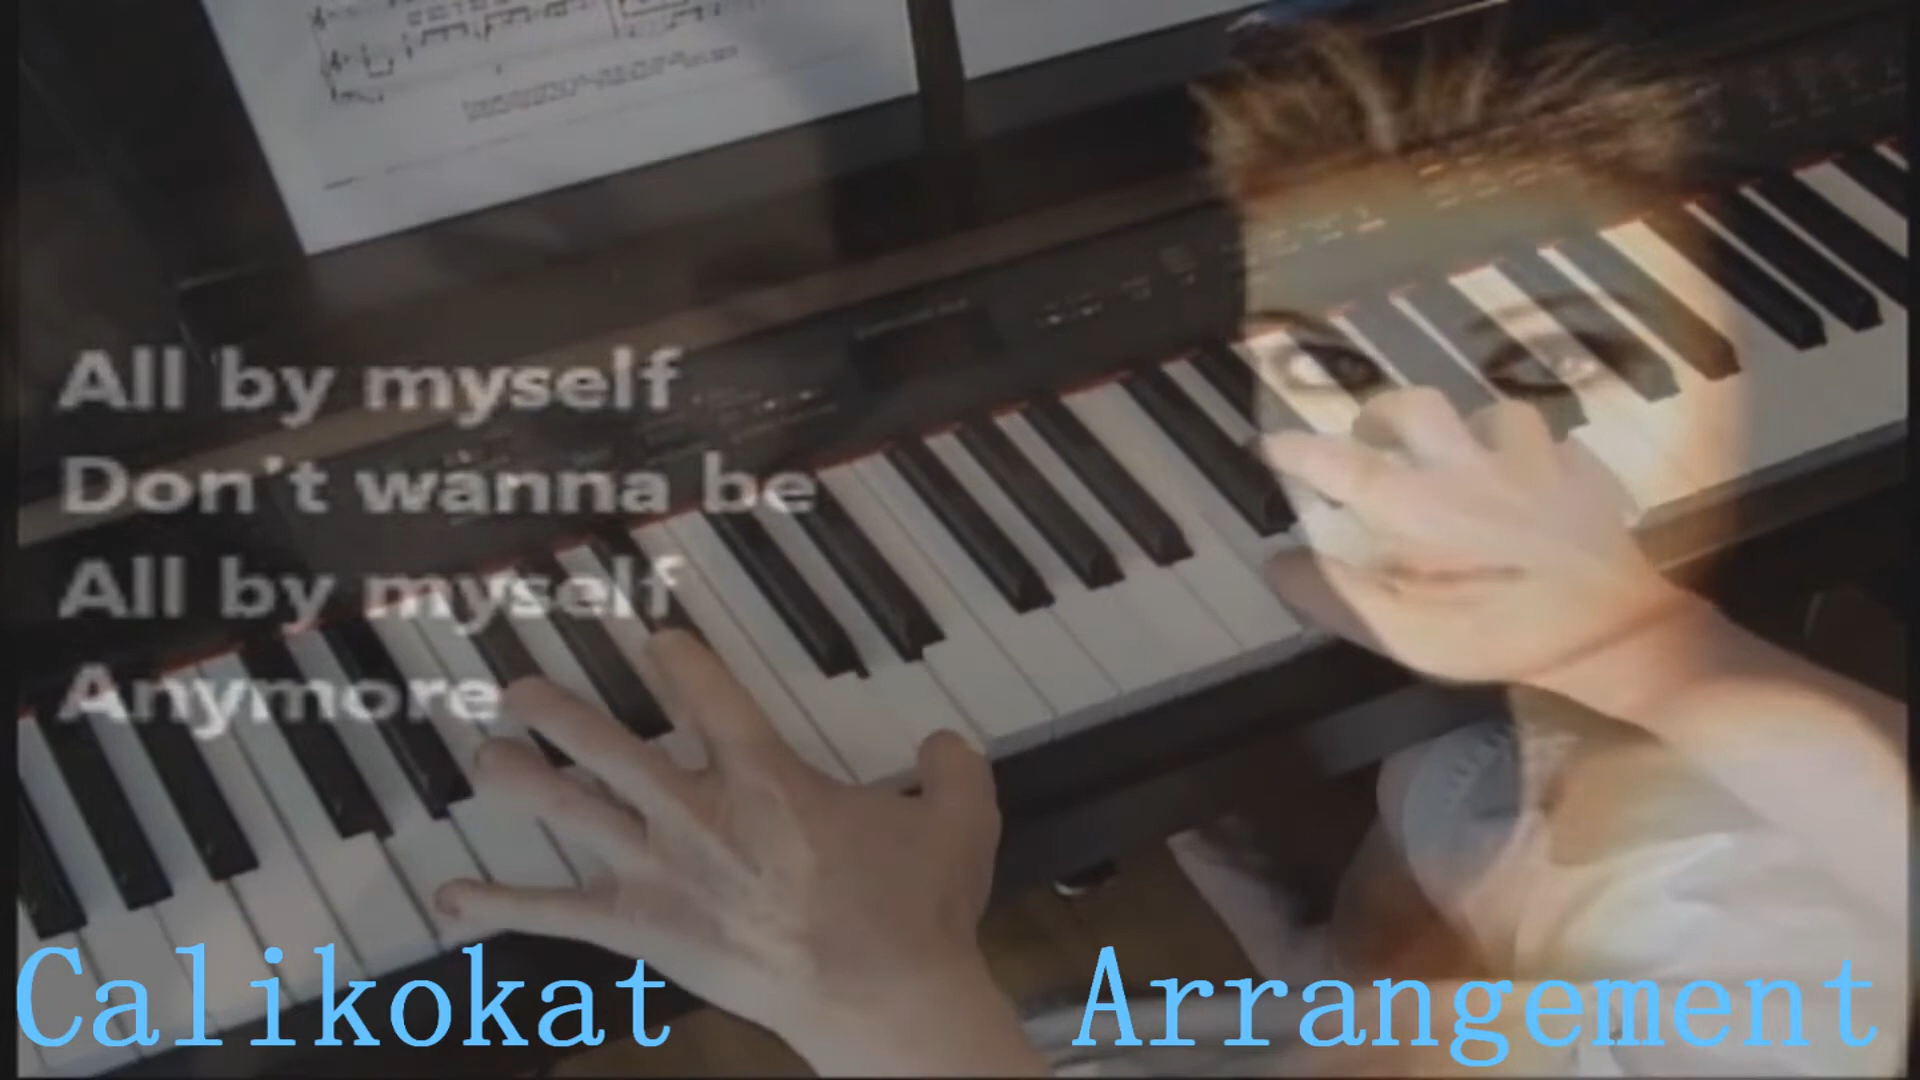 All by myself
Don't wanna be
All by myself
Anymore
Calikokat Arrangement